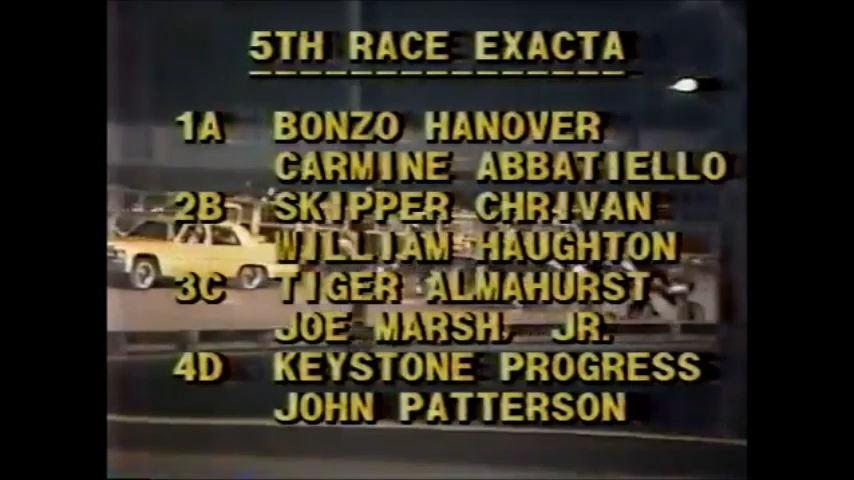 5TH RACE EXACTA
1A BONZO HANOVER
CARMINE ABBATIELLO
2B SKIPPER CHRIVAN
WILLIAM HAUGHTON
3C TIGER ALMAHURST
JOE MARSH, JR.
4D KEYSTONE PROGRESS
JOHN PATTERSON